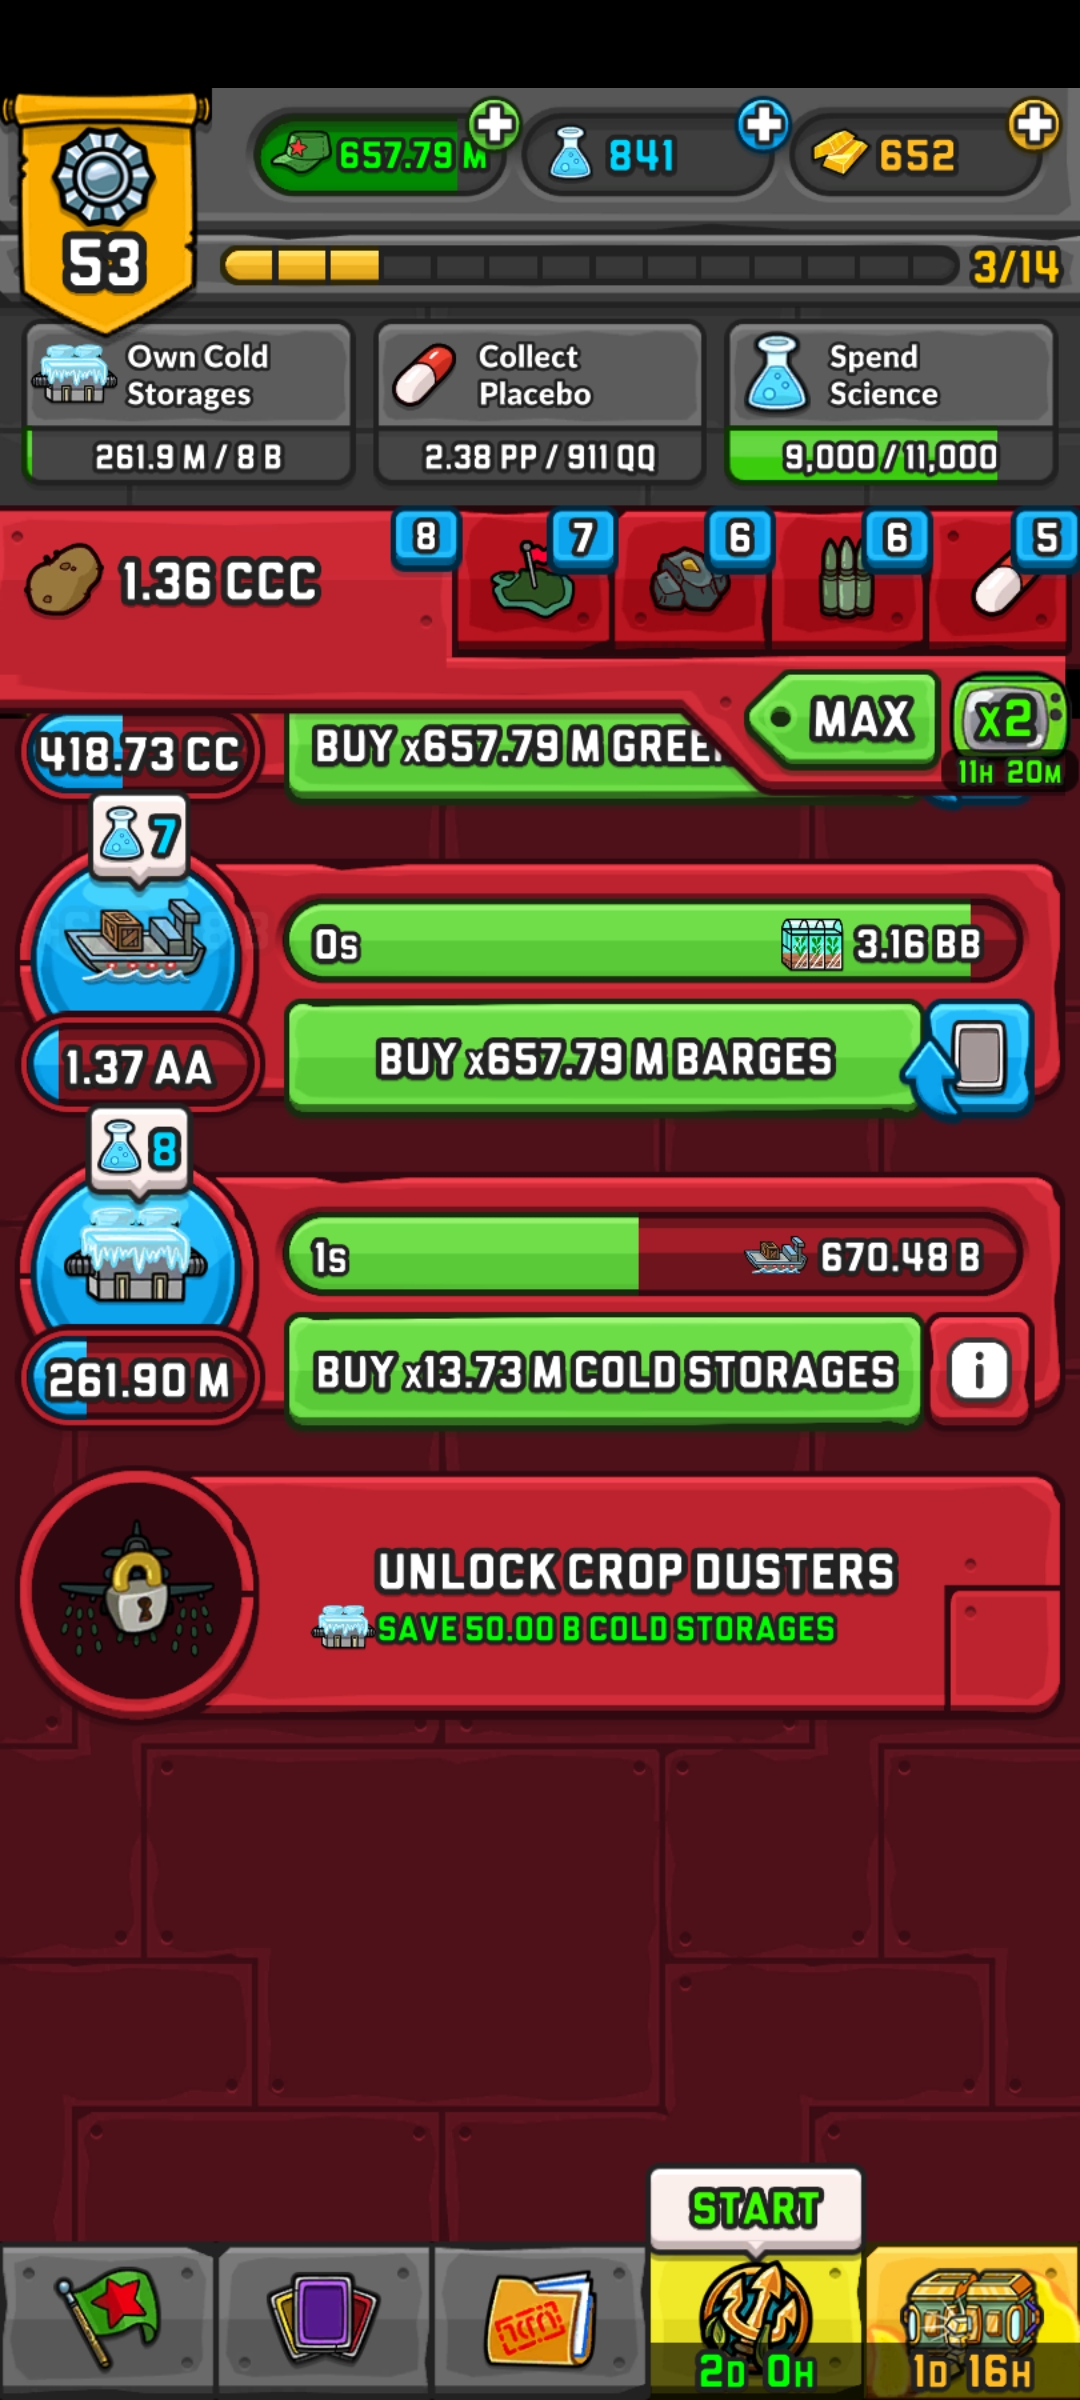 53
657.79 M
841
652
3/14
Own Cold
Storages
261.9 M / 8 B
Collect
Placebo
2.38 PP / 911 QQ
Spend
Science
9,000 / 11,000
1.36 CCC
8
7
6
6
5
MAX
x2
11H 20M
418.73 CC
BUY x657.79 M GREE
7
0s
3.16 BB
1.37 AA
BUY x657.79 M BARGES
8
1s
670.48 B
261.90 M
BUY x13.73 M COLD STORAGES
i
UNLOCK CROP DUSTERS
SAVE 50.00 B COLD STORAGES
START
2D 0H
1D 16H